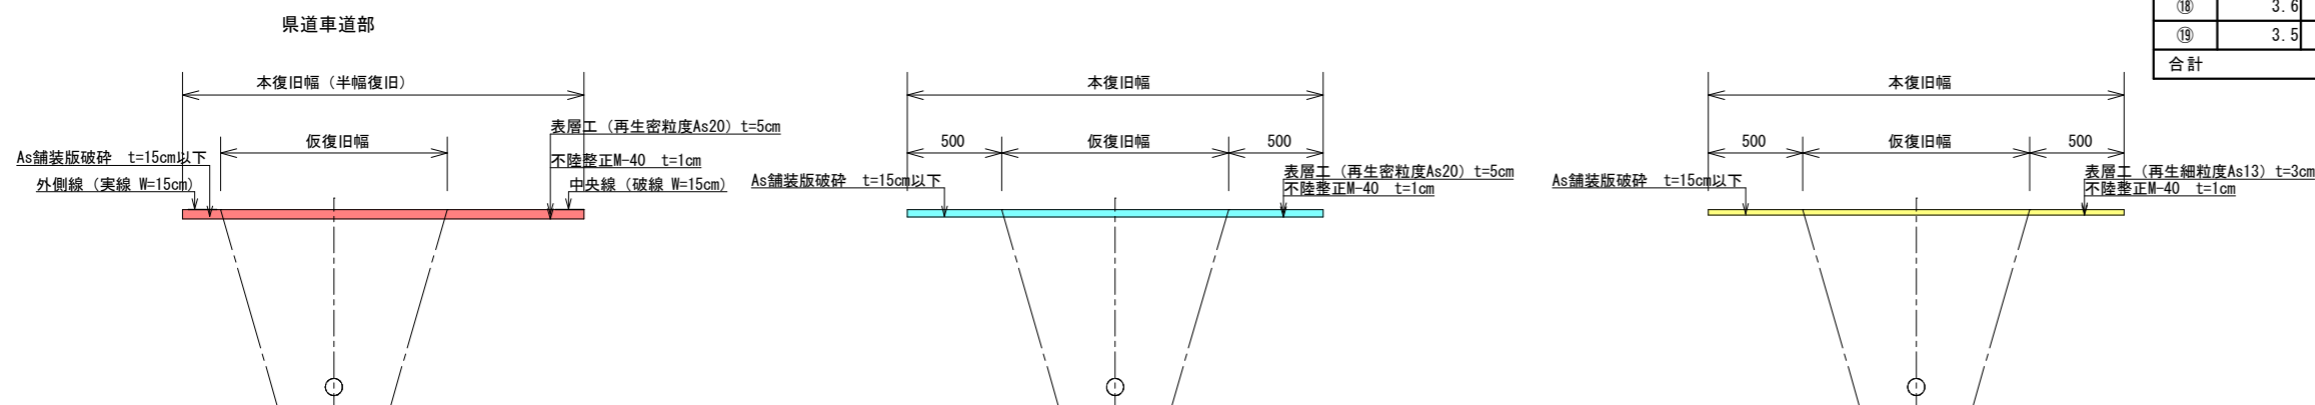 県道車道部
本復旧幅（半幅復旧）
仮復旧幅
表層工（再生密粒度As20）t=5cm
As舗装版破砕 t=15cm以下
不陸整正M-40 t=1cm
外側線（実線 W=15cm）
中央線（破線 W=15cm）
本復旧幅
500
仮復旧幅
500
As舗装版破砕 t=15cm以下
表層工（再生密粒度As20）t=5cm
不陸整正M-40 t=1cm
本復旧幅
500
仮復旧幅
500
As舗装版破砕 t=15cm以下
表層工（再生細粒度As13）t=3cm
不陸整正M-40 t=1cm
⑱ 3.6
⑲ 3.5
合計